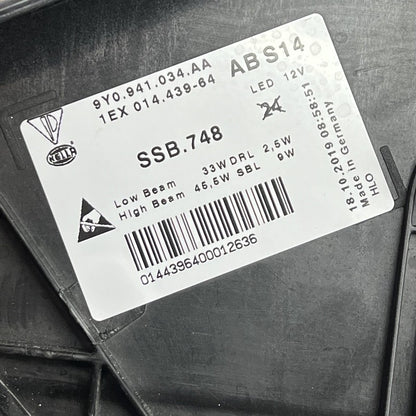 9Y0.941.034.AA
1EX 014.439-64
ABS14
LED 12V
24
HELLA
SSB.748
Low Beam 33W DRL 2,5W
High Beam 45,5W SBL 9W
0144396400012636
HLO
Made in Germany
18.10.2019 08:58:51